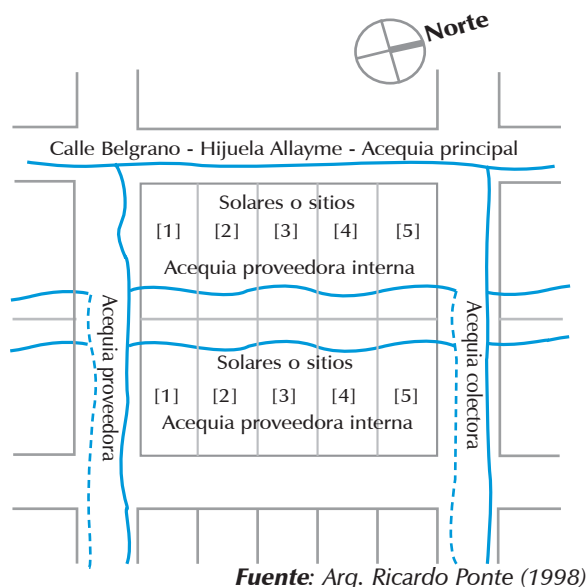 Norte
Calle Belgrano - Hijuela Allayme - Acequia principal
Solares o sitios
[1] [2] [3] [4] [5]
Acequia proveedora interna
Acequia proveedora
Acequia colectora
Solares o sitios
[1] [2] [3] [4] [5]
Acequia proveedora interna
Fuente: Arq. Ricardo Ponte (1998)